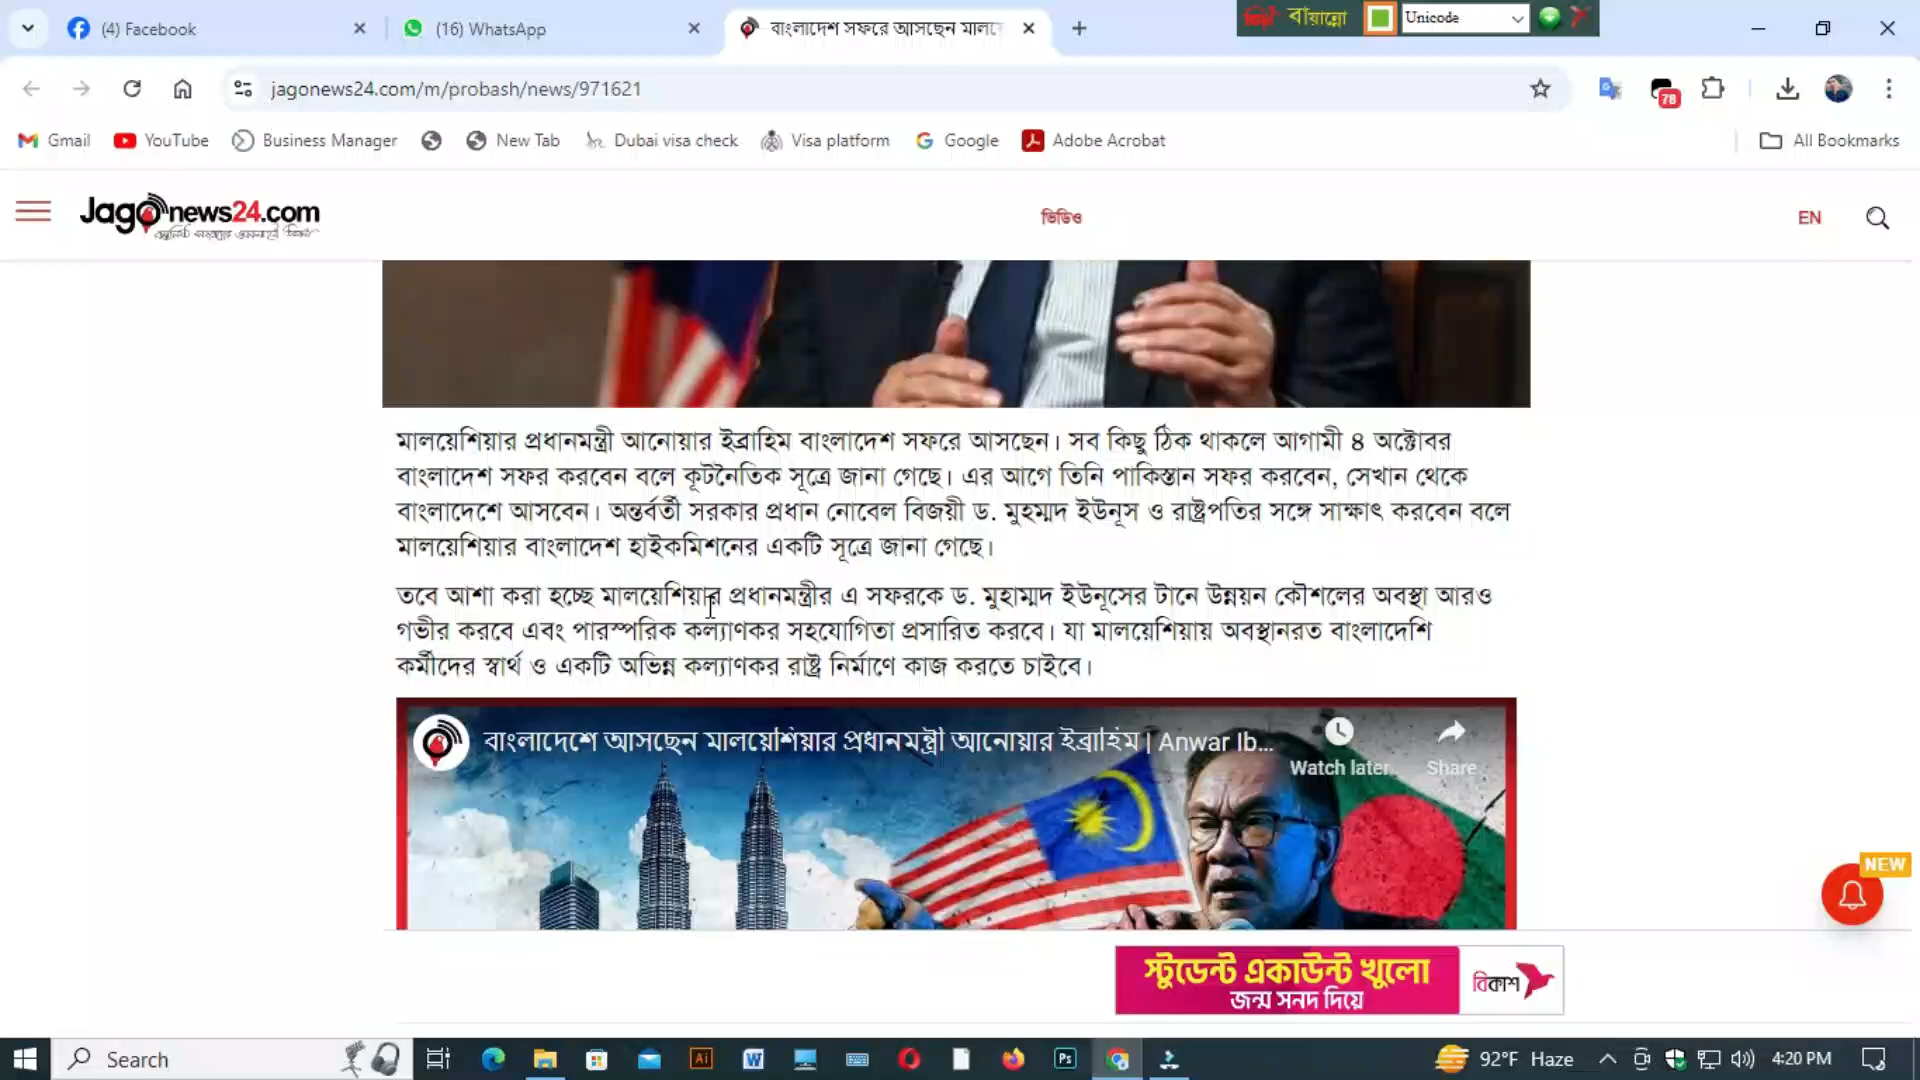 (4) Facebook
(16) WhatsApp
বাংলাদেশ সফরে আসছেন মালয়ে
বায়ান্নো
Unicode
jagonews24.com/m/probash/news/971621
78
Gmail
YouTube
Business Manager
New Tab
Dubai visa check
Visa platform
Google
Adobe Acrobat
All Bookmarks
Jagonews24.com
ভিডিও
EN
মালয়েশিয়ার প্রধানমন্ত্রী আনোয়ার ইব্রাহিম বাংলাদেশ সফরে আসছেন। সব কিছু ঠিক থাকলে আগামী ৪ অক্টোবর
বাংলাদেশ সফর করবেন বলে কূটনৈতিক সূত্রে জানা গেছে। এর আগে তিনি পাকিস্তান সফর করবেন, সেখান থেকে
বাংলাদেশে আসবেন। অন্তর্বর্তী সরকার প্রধান নোবেল বিজয়ী ড. মুহম্মদ ইউনূস ও রাষ্ট্রপতির সঙ্গে সাক্ষাৎ করবেন বলে
মালয়েশিয়ার বাংলাদেশ হাইকমিশনের একটি সূত্রে জানা গেছে।
তবে আশা করা হচ্ছে মালয়েশিয়ার প্রধানমন্ত্রীর এ সফরকে ড. মুহাম্মদ ইউনূসের টানে উন্নয়ন কৌশলের অবস্থা আরও
গভীর করবে এবং পারস্পরিক কল্যাণকর সহযোগিতা প্রসারিত করবে। যা মালয়েশিয়ায় অবস্থানরত বাংলাদেশি
কর্মীদের স্বার্থ ও একটি অভিন্ন কল্যাণকর রাষ্ট্র নির্মাণে কাজ করতে চাইবে।
বাংলাদেশে আসছেন মালয়েশিয়ার প্রধানমন্ত্রী আনোয়ার ইব্রাহিম | Anwar Ib...
Watch later
Share
NEW
স্টুডেন্ট একাউন্ট খুলো
জন্ম সনদ দিয়ে
বিকাশ
Search
Ai
W
Ps
92°F Haze
4:20 PM